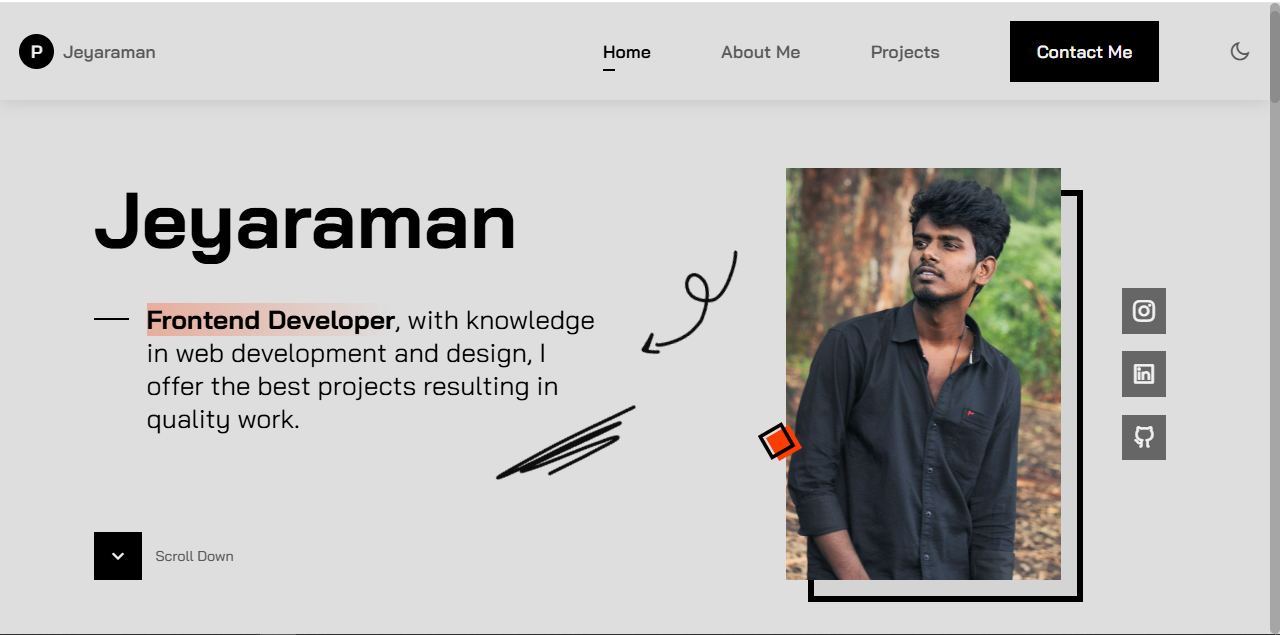 P Jeyaraman
Home
About Me
Projects
Contact Me
Jeyaraman
Frontend Developer, with knowledge
in web development and design, I
offer the best projects resulting in
quality work.
in
Scroll Down